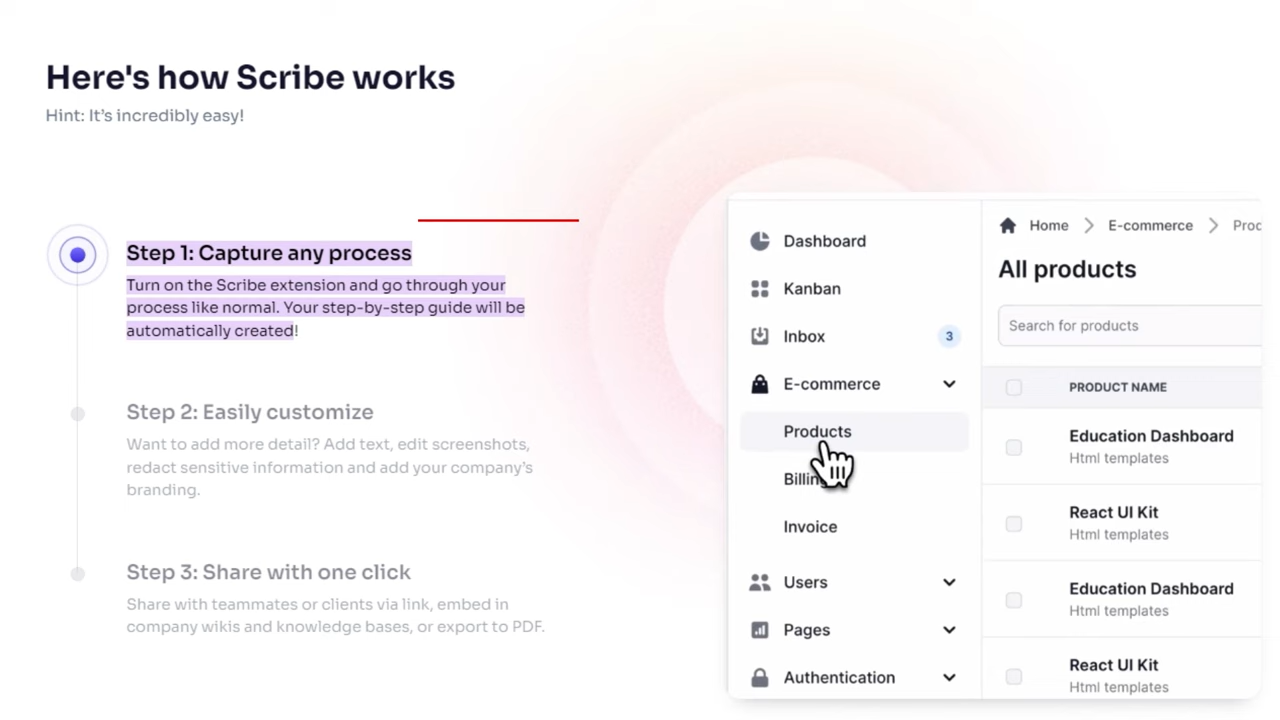 Here's how Scribe works
Hint: It's incredibly easy!
Step 1: Capture any process
Turn on the Scribe extension and go through your
process like normal. Your step-by-step guide will be
automatically created!
Step 2: Easily customize
Want to add more detail? Add text, edit screenshots,
redact sensitive information and add your company's
branding.
Step 3: Share with one click
Share with teammates or clients via link, embed in
company wikis and knowledge bases, or export to PDF.
Dashboard
Kanban
Inbox 3
E-commerce
Products
Invoice
Users
Pages
Authentication
Home E-commerce
All products
Search for products
PRODUCT NAME
Education Dashboard
Html templates
React UI Kit
Html templates
Education Dashboard
Html templates
React UI Kit
Html templates